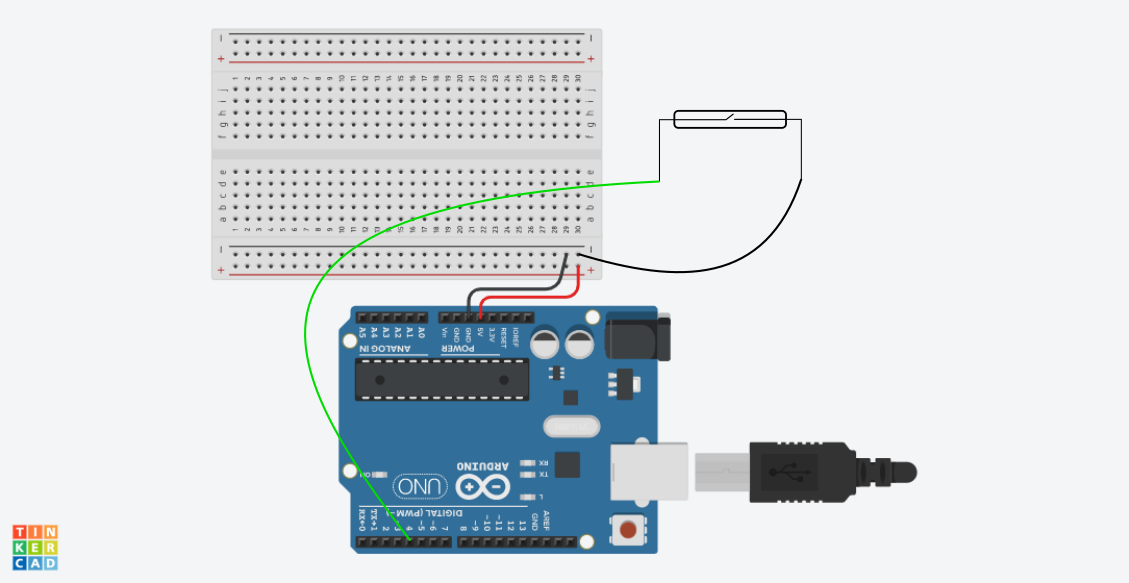 − −
+ +
1 2 3 4 5 6 7 8 9 10 11 12 13 14 15 16 17 18 19 20 21 22 23 24 25 26 27 28 29 30
j j
i i
h h
g g
f f
e e
d d
c c
b b
a a
1 2 3 4 5 6 7 8 9 10 11 12 13 14 15 16 17 18 19 20 21 22 23 24 25 26 27 28 29 30
− −
+ +
A5 A4 A3 A2 A1 A0
Vin GND GND 5V 3.3V RESET IOREF
ANALOG IN
POWER
RX
TX
L
ARDUINO
UNO
DIGITAL (PWM~)
RX←0 TX→1 2 ~3 4 ~5 ~6 7 8 ~9 ~10 ~11 12 13 GND AREF
TIN
KER
CAD